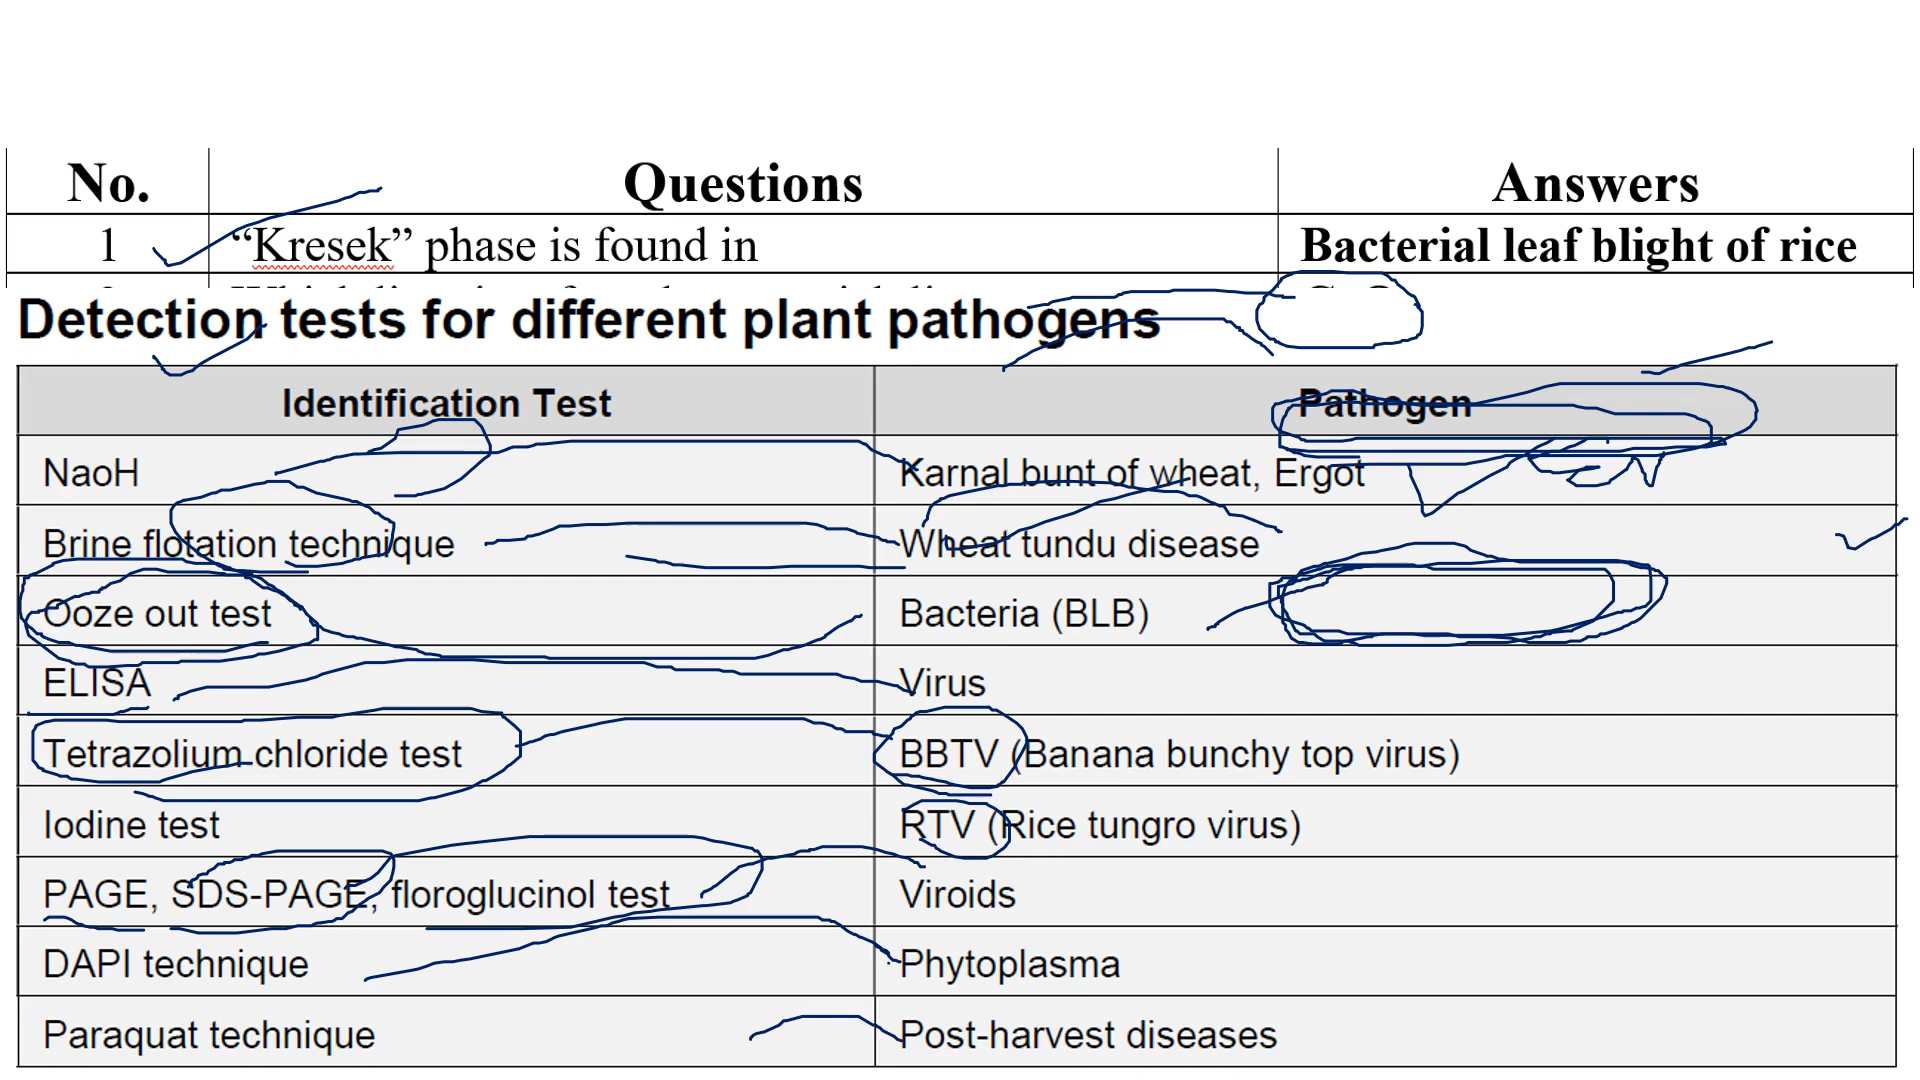 No. Questions Answers
1 “Kresek” phase is found in Bacterial leaf blight of rice
Detection tests for different plant pathogens
Identification Test Pathogen
NaoH Karnal bunt of wheat, Ergot
Brine flotation technique Wheat tundu disease
Ooze out test Bacteria (BLB)
ELISA Virus
Tetrazolium chloride test BBTV (Banana bunchy top virus)
Iodine test RTV (Rice tungro virus)
PAGE, SDS-PAGE, floroglucinol test Viroids
DAPI technique Phytoplasma
Paraquat technique Post-harvest diseases